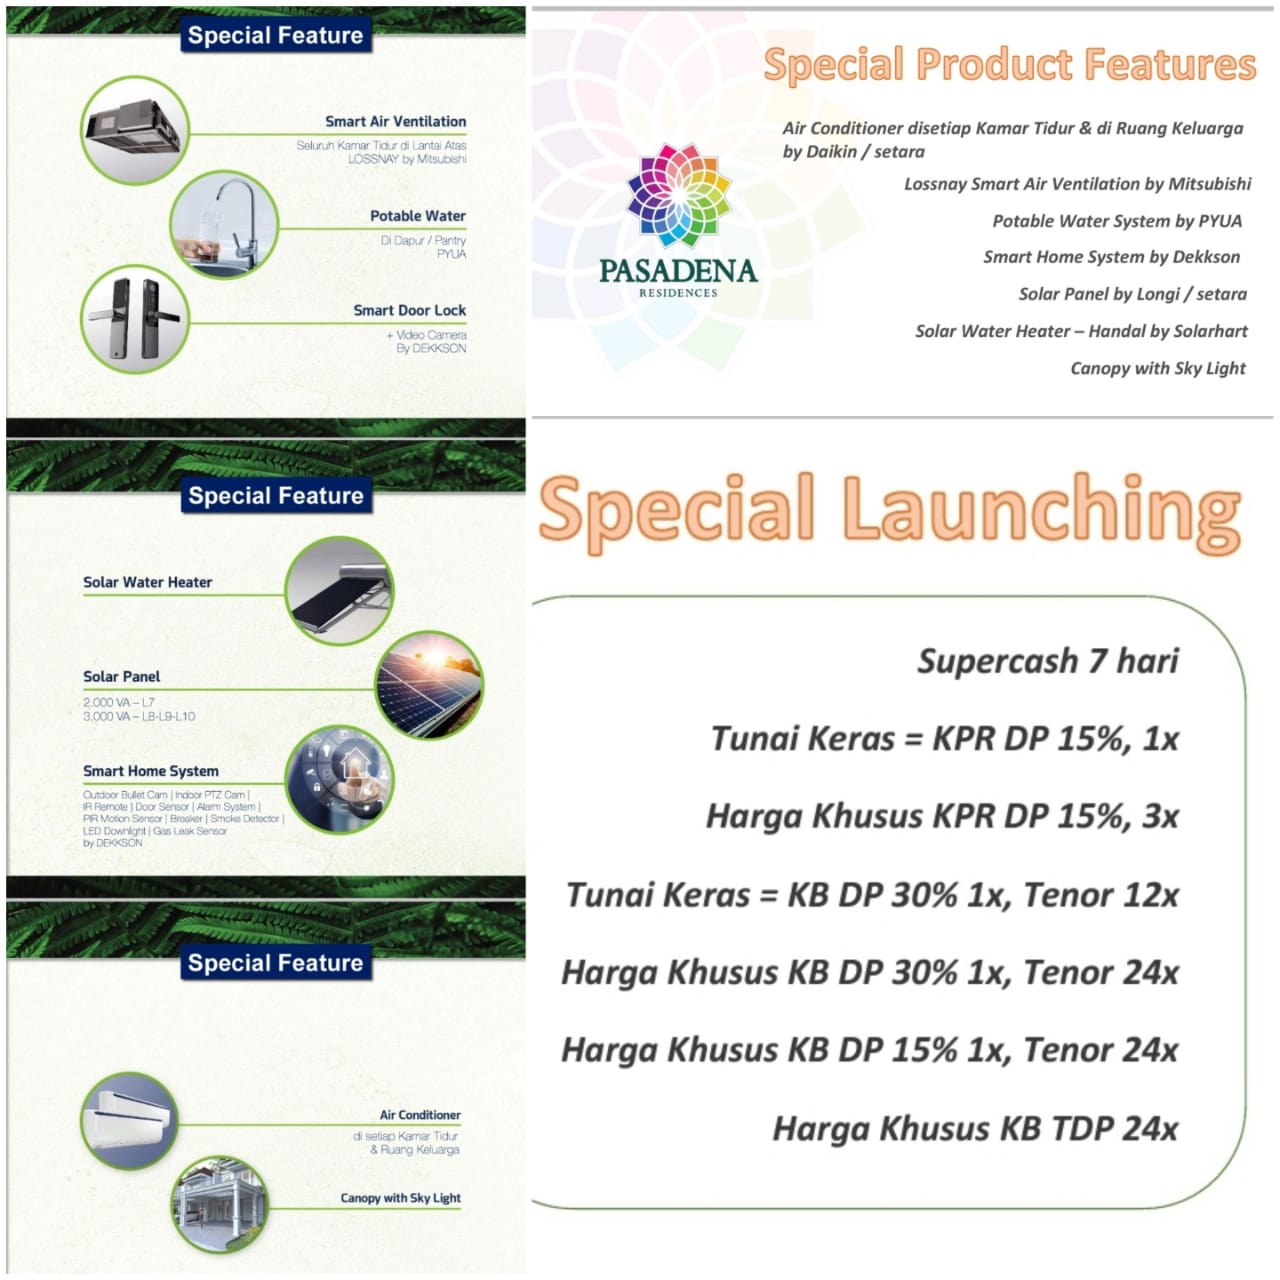 Special Feature
Smart Air Ventilation
Seluruh Kamar Tidur di Lantai Atas
LOSSNAY by Mitsubishi
Potable Water
Di Dapur / Pantry
PYUA
Smart Door Lock
+ Video Camera
By DEKKSON
Special Feature
Solar Water Heater
Solar Panel
2.000 VA – L7
3.000 VA – L8-L9-L10
Smart Home System
Outdoor Bullet Cam | Indoor PTZ Cam |
IR Remote | Door Sensor | Alarm System |
PIR Motion Sensor | Breaker | Smoke Detector |
LED Downlight | Gas Leak Sensor
by DEKKSON
Special Feature
Air Conditioner
di setiap Kamar Tidur
& Ruang Keluarga
Canopy with Sky Light
Special Product Features
Air Conditioner disetiap Kamar Tidur & di Ruang Keluarga
by Daikin / setara
Lossnay Smart Air Ventilation by Mitsubishi
Potable Water System by PYUA
Smart Home System by Dekkson
Solar Panel by Longi / setara
Solar Water Heater – Handal by Solarhart
Canopy with Sky Light
PASADENA
RESIDENCES
Special Launching
Supercash 7 hari
Tunai Keras = KPR DP 15%, 1x
Harga Khusus KPR DP 15%, 3x
Tunai Keras = KB DP 30% 1x, Tenor 12x
Harga Khusus KB DP 30% 1x, Tenor 24x
Harga Khusus KB DP 15% 1x, Tenor 24x
Harga Khusus KB TDP 24x